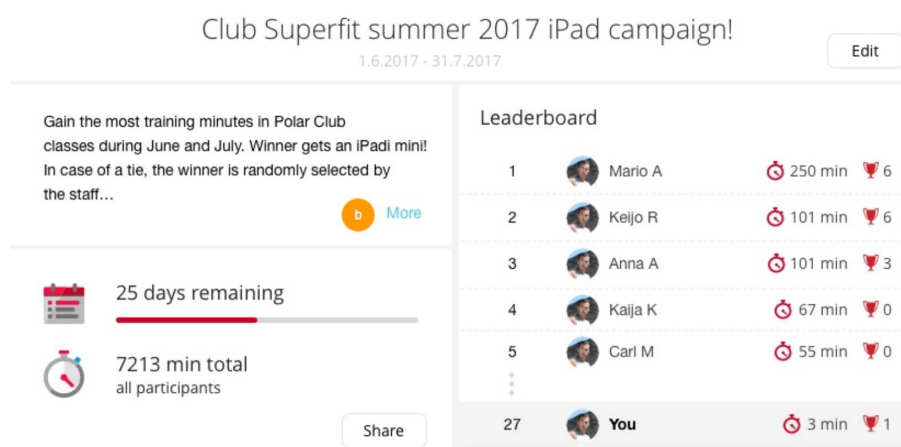 Club Superfit summer 2017 iPad campaign!
1.6.2017 - 31.7.2017
Edit
Gain the most training minutes in Polar Club
classes during June and July. Winner gets an iPadi mini!
In case of a tie, the winner is randomly selected by
the staff...
b
More
25 days remaining
7213 min total
all participants
Share
Leaderboard
1 Mario A 250 min 6
2 Keijo R 101 min 6
3 Anna A 101 min 3
4 Kaija K 67 min 0
5 Carl M 55 min 0
27 You 3 min 1